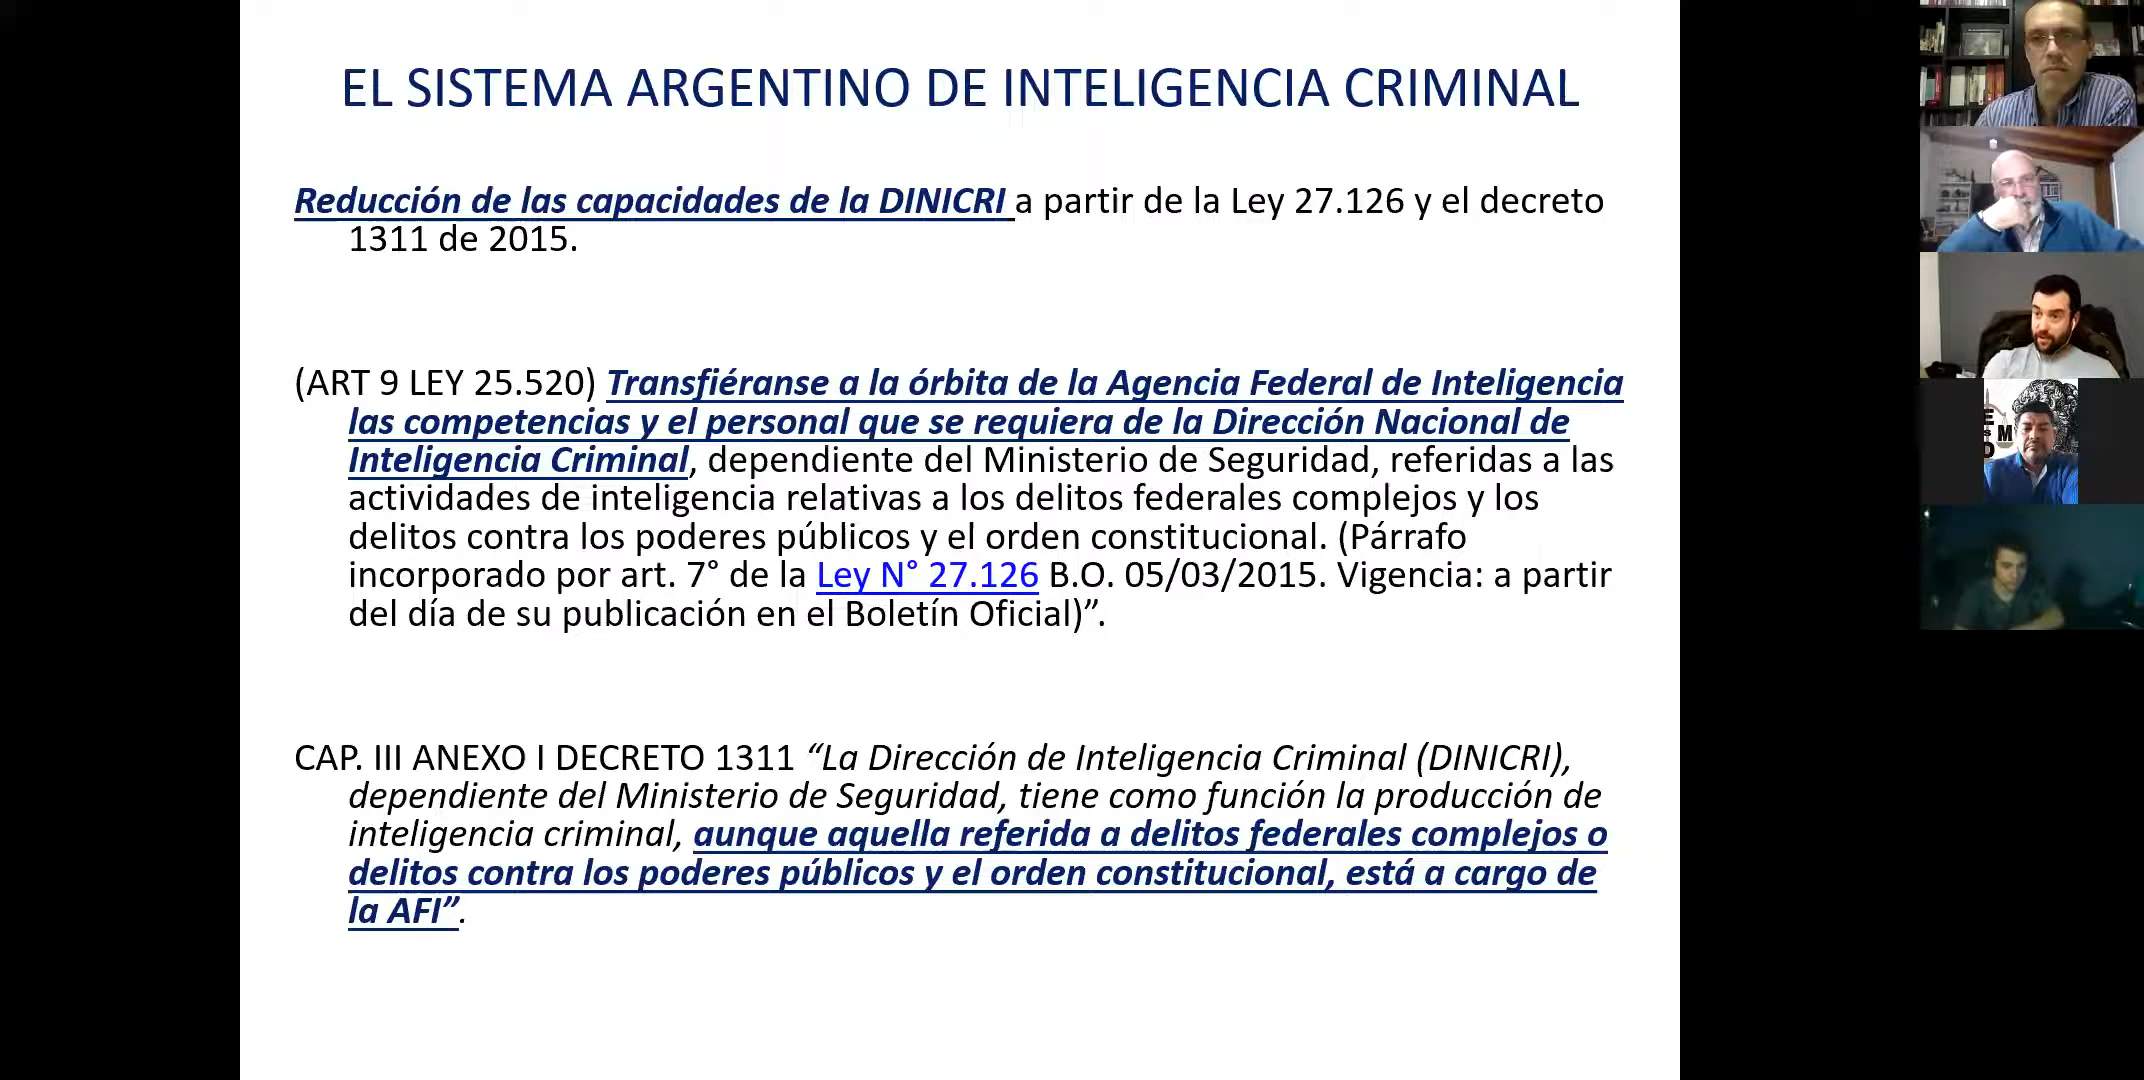 EL SISTEMA ARGENTINO DE INTELIGENCIA CRIMINAL
Reducción de las capacidades de la DINICRI a partir de la Ley 27.126 y el decreto
1311 de 2015.
(ART 9 LEY 25.520) Transfiéranse a la órbita de la Agencia Federal de Inteligencia
las competencias y el personal que se requiera de la Dirección Nacional de
Inteligencia Criminal, dependiente del Ministerio de Seguridad, referidas a las
actividades de inteligencia relativas a los delitos federales complejos y los
delitos contra los poderes públicos y el orden constitucional. (Párrafo
incorporado por art. 7° de la Ley N° 27.126 B.O. 05/03/2015. Vigencia: a partir
del día de su publicación en el Boletín Oficial)”.
CAP. III ANEXO I DECRETO 1311 “La Dirección de Inteligencia Criminal (DINICRI),
dependiente del Ministerio de Seguridad, tiene como función la producción de
inteligencia criminal, aunque aquella referida a delitos federales complejos o
delitos contra los poderes públicos y el orden constitucional, está a cargo de
la AFI”.